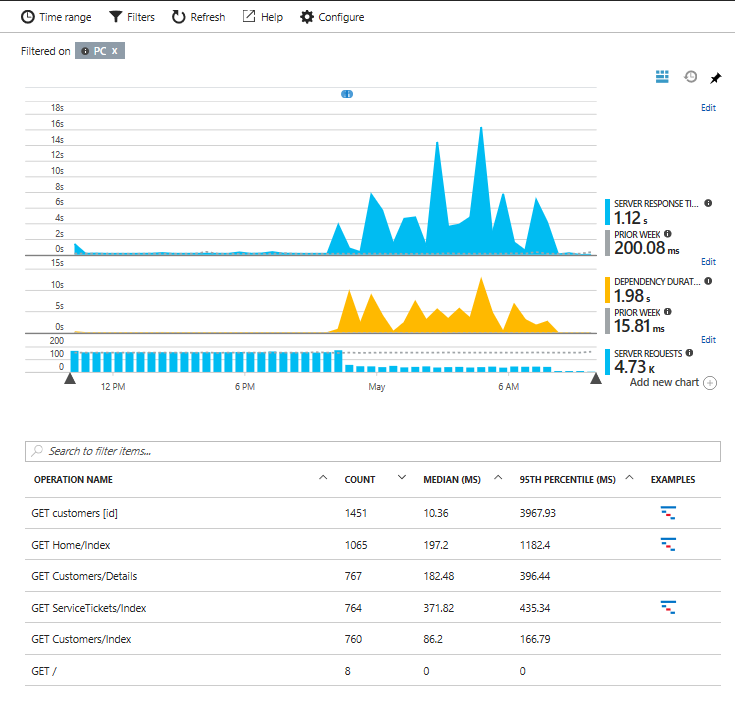 Time range Filters Refresh Help Configure
Filtered on PC x
Edit
18s
16s
14s
12s
10s
8s
6s
4s
2s
0s
SERVER RESPONSE TI...
1.12 s
PRIOR WEEK
200.08 ms
Edit
15s
10s
5s
0s
DEPENDENCY DURAT...
1.98 s
PRIOR WEEK
15.81 ms
Edit
200
100
0
SERVER REQUESTS
4.73 K
Add new chart
12 PM 6 PM May 6 AM
Search to filter items...
OPERATION NAME COUNT MEDIAN (MS) 95TH PERCENTILE (MS) EXAMPLES
GET customers [id] 1451 10.36 3967.93
GET Home/Index 1065 197.2 1182.4
GET Customers/Details 767 182.48 396.44
GET ServiceTickets/Index 764 371.82 435.34
GET Customers/Index 760 86.2 166.79
GET / 8 0 0